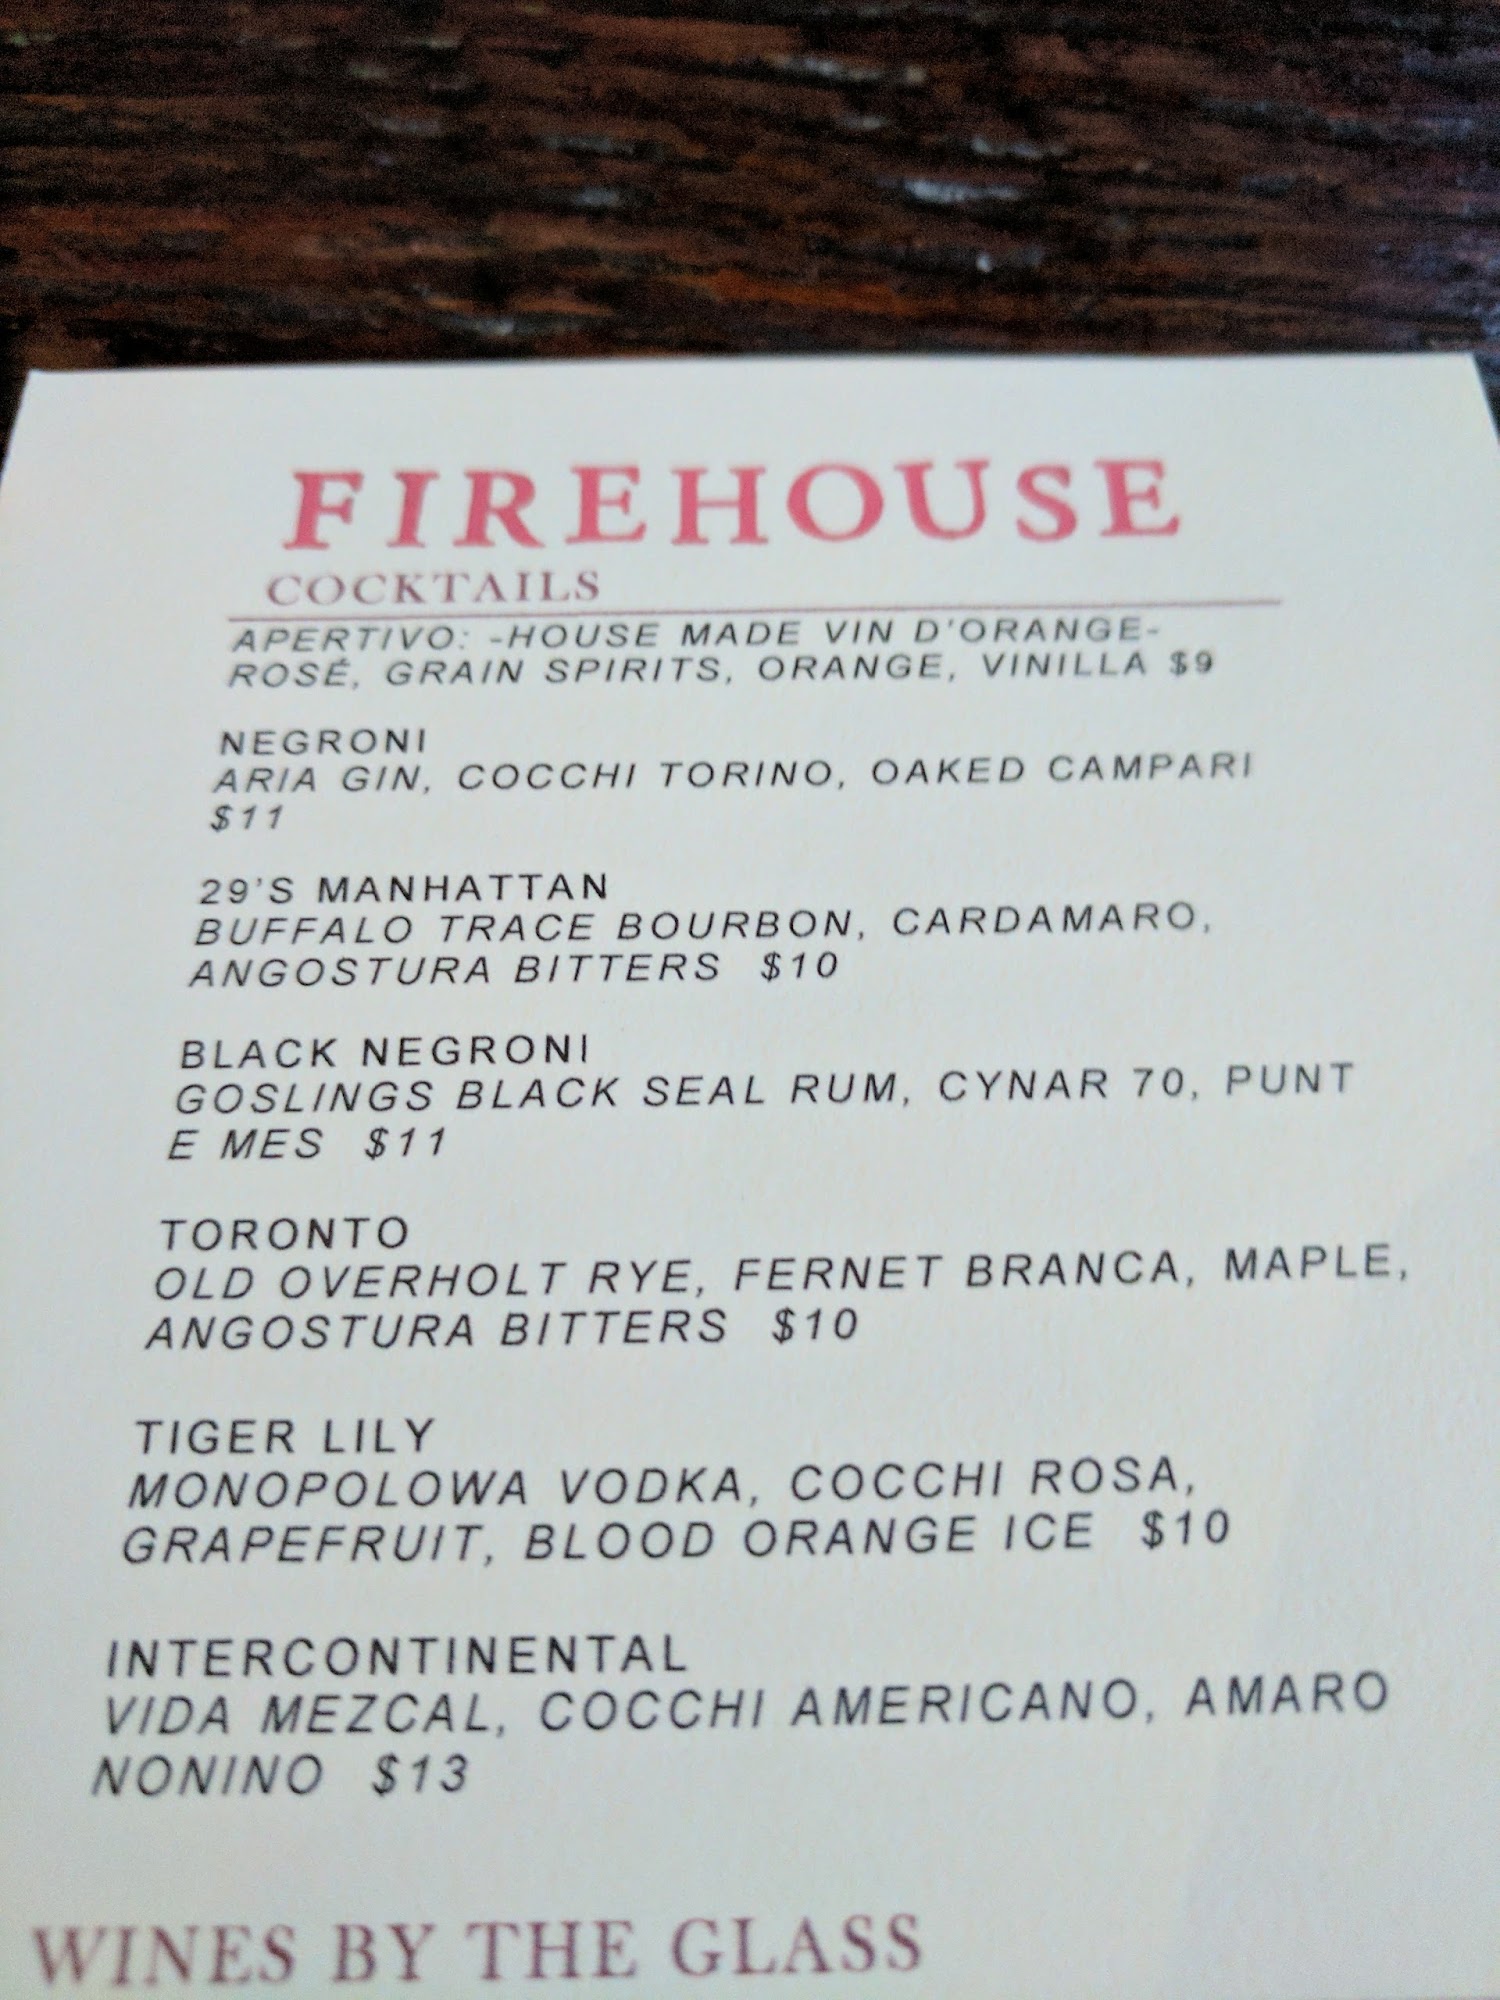 FIREHOUSE
COCKTAILS
APERTIVO: -HOUSE MADE VIN D'ORANGE-
ROSÉ, GRAIN SPIRITS, ORANGE, VINILLA $9
NEGRONI
ARIA GIN, COCCHI TORINO, OAKED CAMPARI
$11
29'S MANHATTAN
BUFFALO TRACE BOURBON, CARDAMARO,
ANGOSTURA BITTERS $10
BLACK NEGRONI
GOSLINGS BLACK SEAL RUM, CYNAR 70, PUNT
E MES $11
TORONTO
OLD OVERHOLT RYE, FERNET BRANCA, MAPLE,
ANGOSTURA BITTERS $10
TIGER LILY
MONOPOLOWA VODKA, COCCHI ROSA,
GRAPEFRUIT, BLOOD ORANGE ICE $10
INTERCONTINENTAL
VIDA MEZCAL, COCCHI AMERICANO, AMARO
NONINO $13
WINES BY THE GLASS